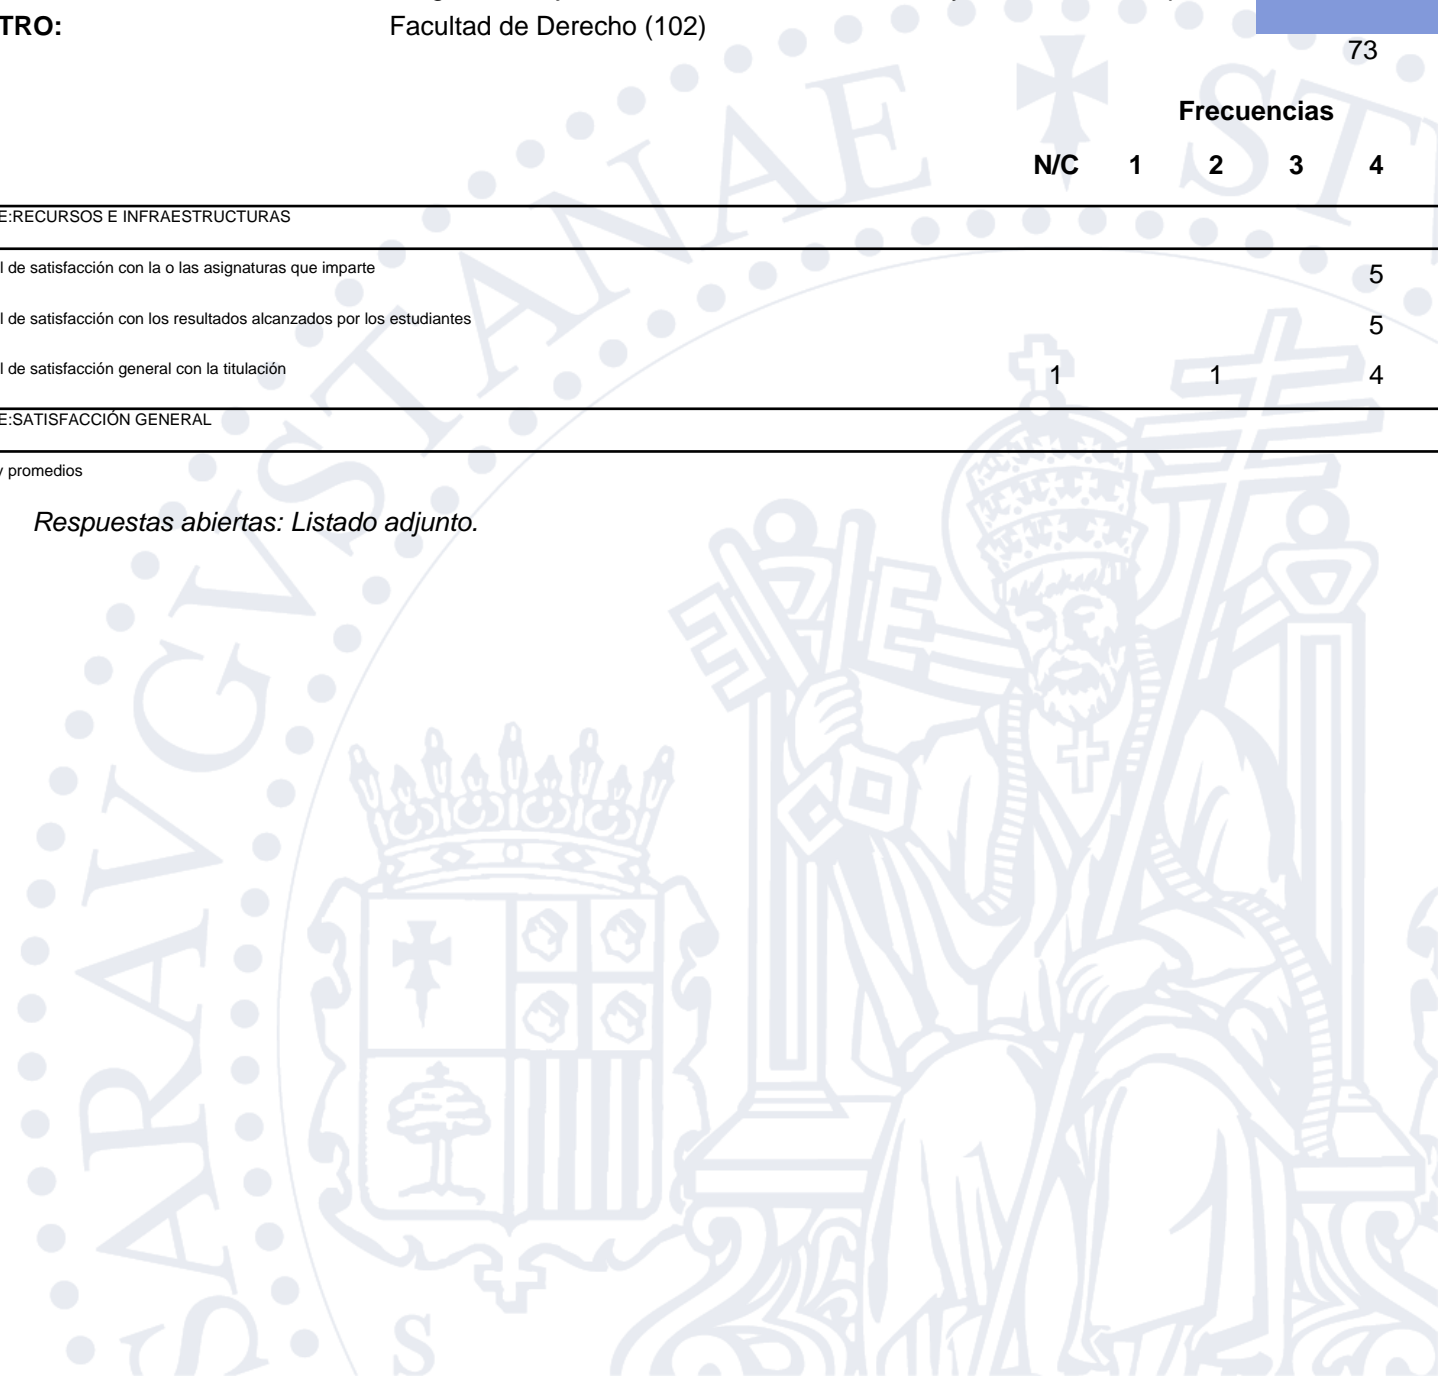 TRO: Facultad de Derecho (102)
73
Frecuencias
N/C 1 2 3 4
E:RECURSOS E INFRAESTRUCTURAS
l de satisfacción con la o las asignaturas que imparte 5
l de satisfacción con los resultados alcanzados por los estudiantes 5
l de satisfacción general con la titulación 1 1 4
E:SATISFACCIÓN GENERAL
y promedios
Respuestas abiertas: Listado adjunto.
SARAVGVSTANAE ST
S